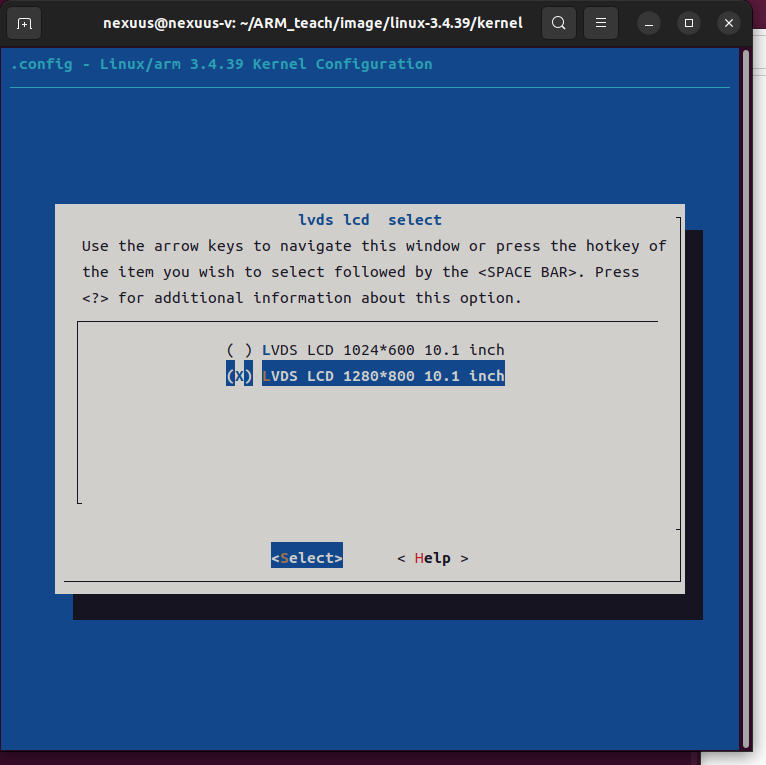 nexuus@nexuus-v: ~/ARM_teach/image/linux-3.4.39/kernel
.config - Linux/arm 3.4.39 Kernel Configuration
lvds lcd  select
Use the arrow keys to navigate this window or press the hotkey of
the item you wish to select followed by the <SPACE BAR>. Press
<?> for additional information about this option.
( ) LVDS LCD 1024*600 10.1 inch
(X) LVDS LCD 1280*800 10.1 inch
<Select> < Help >